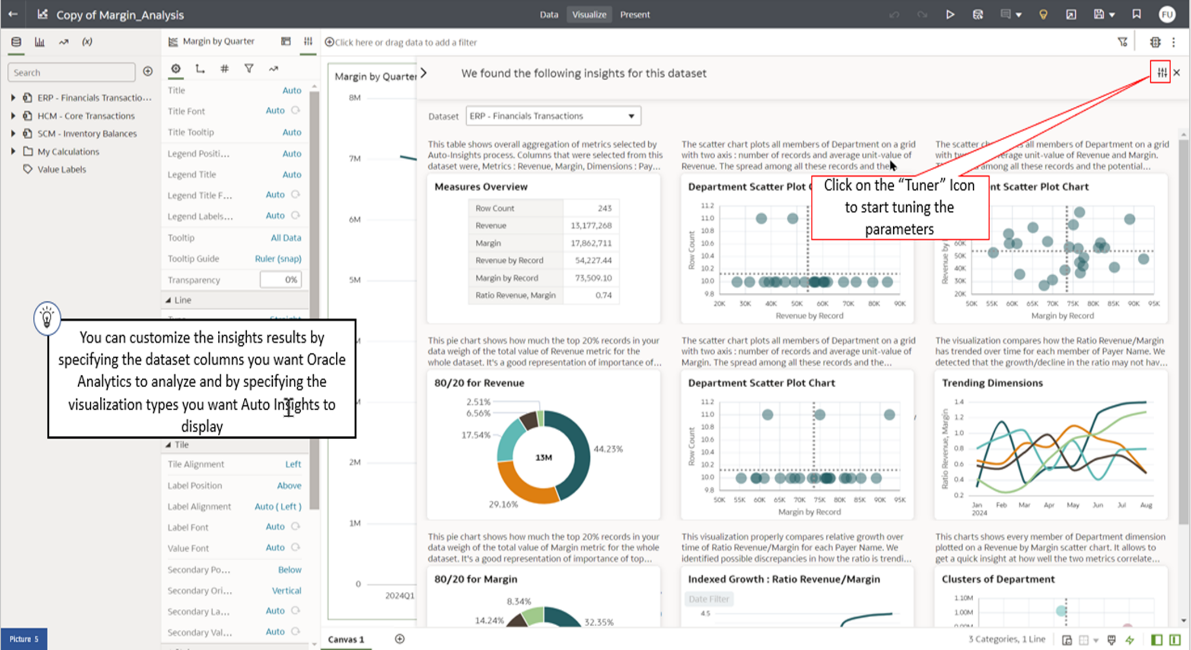 Copy of Margin_Analysis
Data Visualize Present
FU
(x)
Margin by Quarter
Click here or drag data to add a filter
Search
ERP - Financials Transactio...
HCM - Core Transactions
SCM - Inventory Balances
My Calculations
Value Labels
Title Auto
Title Font Auto
Title Tooltip Auto
Legend Positi... Auto
Legend Title Auto
Legend Title F... Auto
Legend Labels... Auto
Tooltip All Data
Tooltip Guide Ruler (snap)
Transparency 0%
Line
You can customize the insights results by
specifying the dataset columns you want Oracle
Analytics to analyze and by specifying the
visualization types you want Auto Insights to
display
Tile
Tile Alignment Left
Label Position Above
Label Alignment Auto ( Left )
Label Font Auto
Value Font Auto
Secondary Po... Below
Secondary Ori... Vertical
Secondary La... Auto
Secondary Val... Auto
Picture 5
Margin by Quarter
8M
7M
6M
5M
2M
1M
0
2024Q1
Canvas 1
We found the following insights for this dataset
Click on the “Tuner” Icon
to start tuning the
parameters
Dataset ERP - Financials Transactions
This table shows overall aggregation of metrics selected by
Auto-Insights process. Columns that were selected from this
dataset were, Metrics : Revenue, Margin, Dimensions : Pay...
Measures Overview
Row Count 243
Revenue 13,177,268
Margin 17,862,711
Revenue by Record 54,227.44
Margin by Record 73,509.10
Ratio Revenue, Margin 0.74
The scatter chart plots all members of Department on a grid
with two axis : number of records and average unit-value of
Revenue. The spread among all these records and the
Department Scatter Plot
Row Count
11.2
11.0
10.8
10.6
10.4
10.2
10.0
9.8
20K 30K 40K 50K 60K 70K 80K 90K
Revenue by Record
The scatter all members of Department on a grid
with average unit-value of Revenue and Margin.
The spread among all these records and the potential...
Scatter Plot Chart
Revenue by
60K
50K
40K
30K
20K
50K 55K 60K 65K 70K 75K 80K 85K 90K 95K
Margin by Record
This pie chart shows how much the top 20% records in your
data weigh of the total value of Revenue metric for the
whole dataset. It's a good representation of importance of...
80/20 for Revenue
2.51%
6.56%
17.54%
44.23%
13M
29.16%
The scatter chart plots all members of Department on a grid
with two axis : number of records and average unit-value of
Margin. The spread among all these records and the...
Department Scatter Plot Chart
Row Count
11.2
11.0
10.8
10.6
10.4
10.2
10.0
9.8
50K 55K 60K 65K 70K 75K 80K 85K 90K 95K
Margin by Record
The visualization compares how the Ratio Revenue/Margin
has trended over time for each member of Payer Name. We
detected that the growth/decline in the ratio may not hav...
Trending Dimensions
Ratio Revenue, Margin
1.4
1.2
1.0
0.8
0.6
0.4
0.2
Jan Feb Mar Apr May Jun Jul Aug
2024
This pie chart shows how much the top 20% records in your
data weigh of the total value of Margin metric for the whole
dataset. It's a good representation of importance of top...
80/20 for Margin
8.34%
14.24%
32.35%
This visualization properly compares relative growth over
time of Ratio Revenue/Margin for each Payer Name. We
identified possible discrepancies in how the ratio is trendi...
Indexed Growth : Ratio Revenue/Margin
Date Filter
4.5
This charts shows every member of Department dimension
plotted on a Revenue by Margin scatter chart. It allows to
get a quick insight at how well the two metrics correlate...
Clusters of Department
1.10M
1.00M
3 Categories, 1 Line